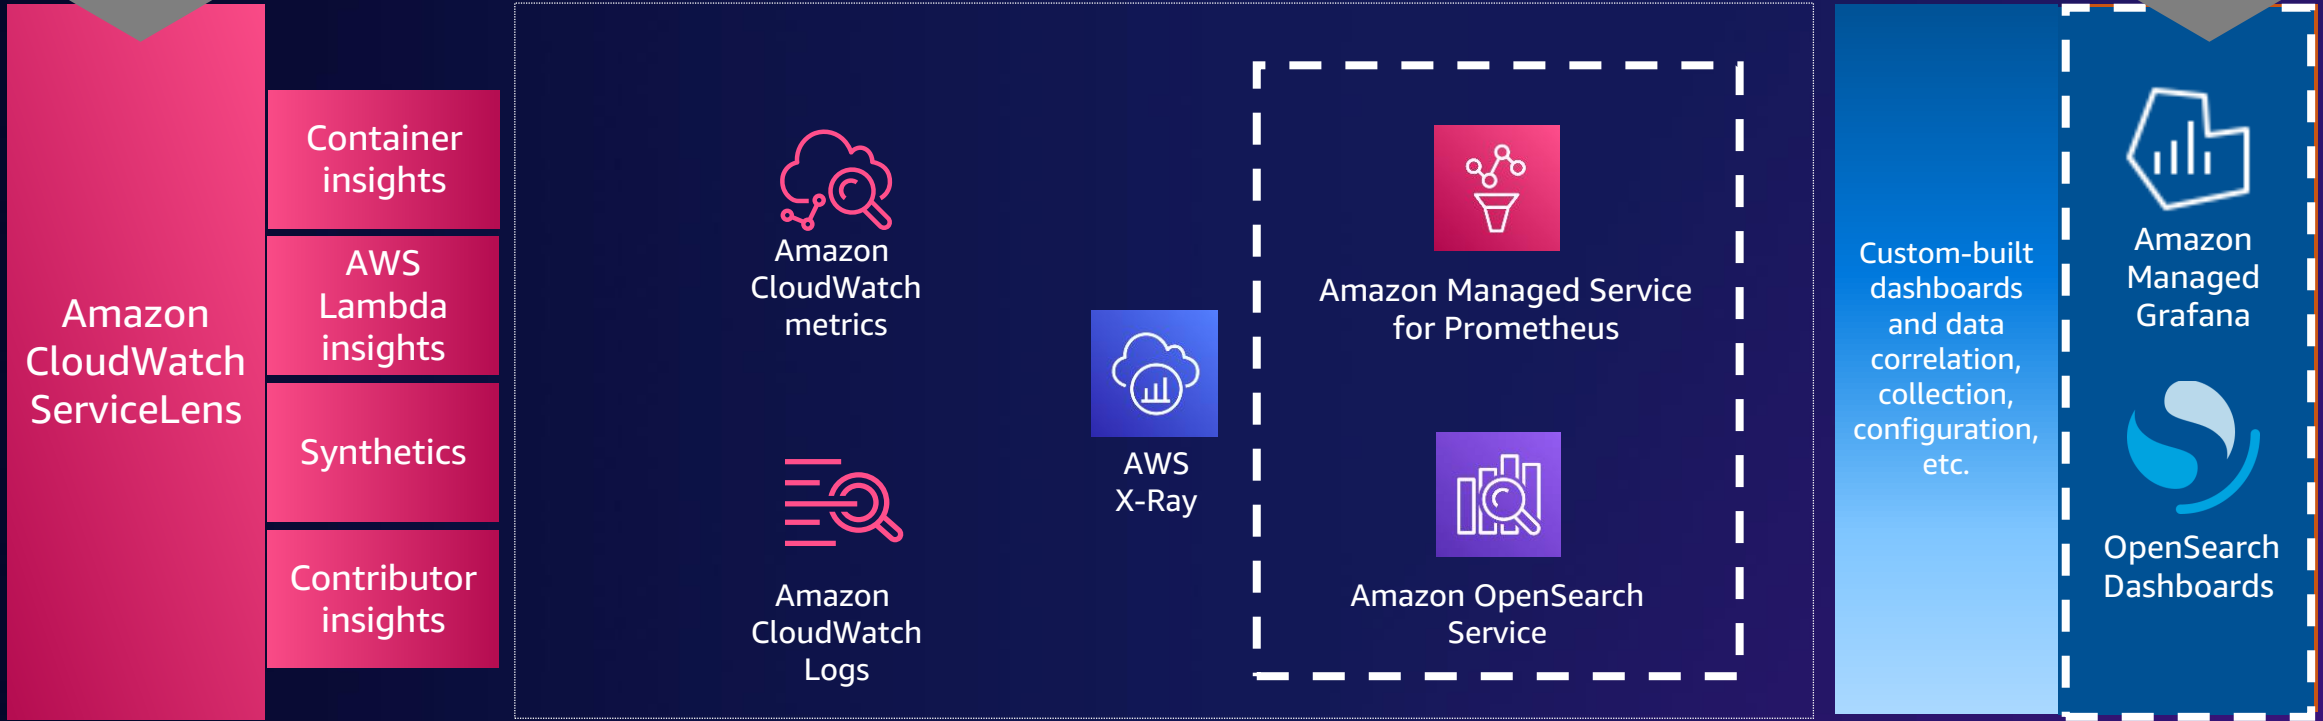 Amazon
CloudWatch
ServiceLens
Container
insights
AWS
Lambda
insights
Synthetics
Contributor
insights
Amazon
CloudWatch
metrics
Amazon
CloudWatch
Logs
AWS
X-Ray
Amazon Managed Service
for Prometheus
Amazon OpenSearch
Service
Custom-built
dashboards
and data
correlation,
collection,
configuration,
etc.
Amazon
Managed
Grafana
OpenSearch
Dashboards